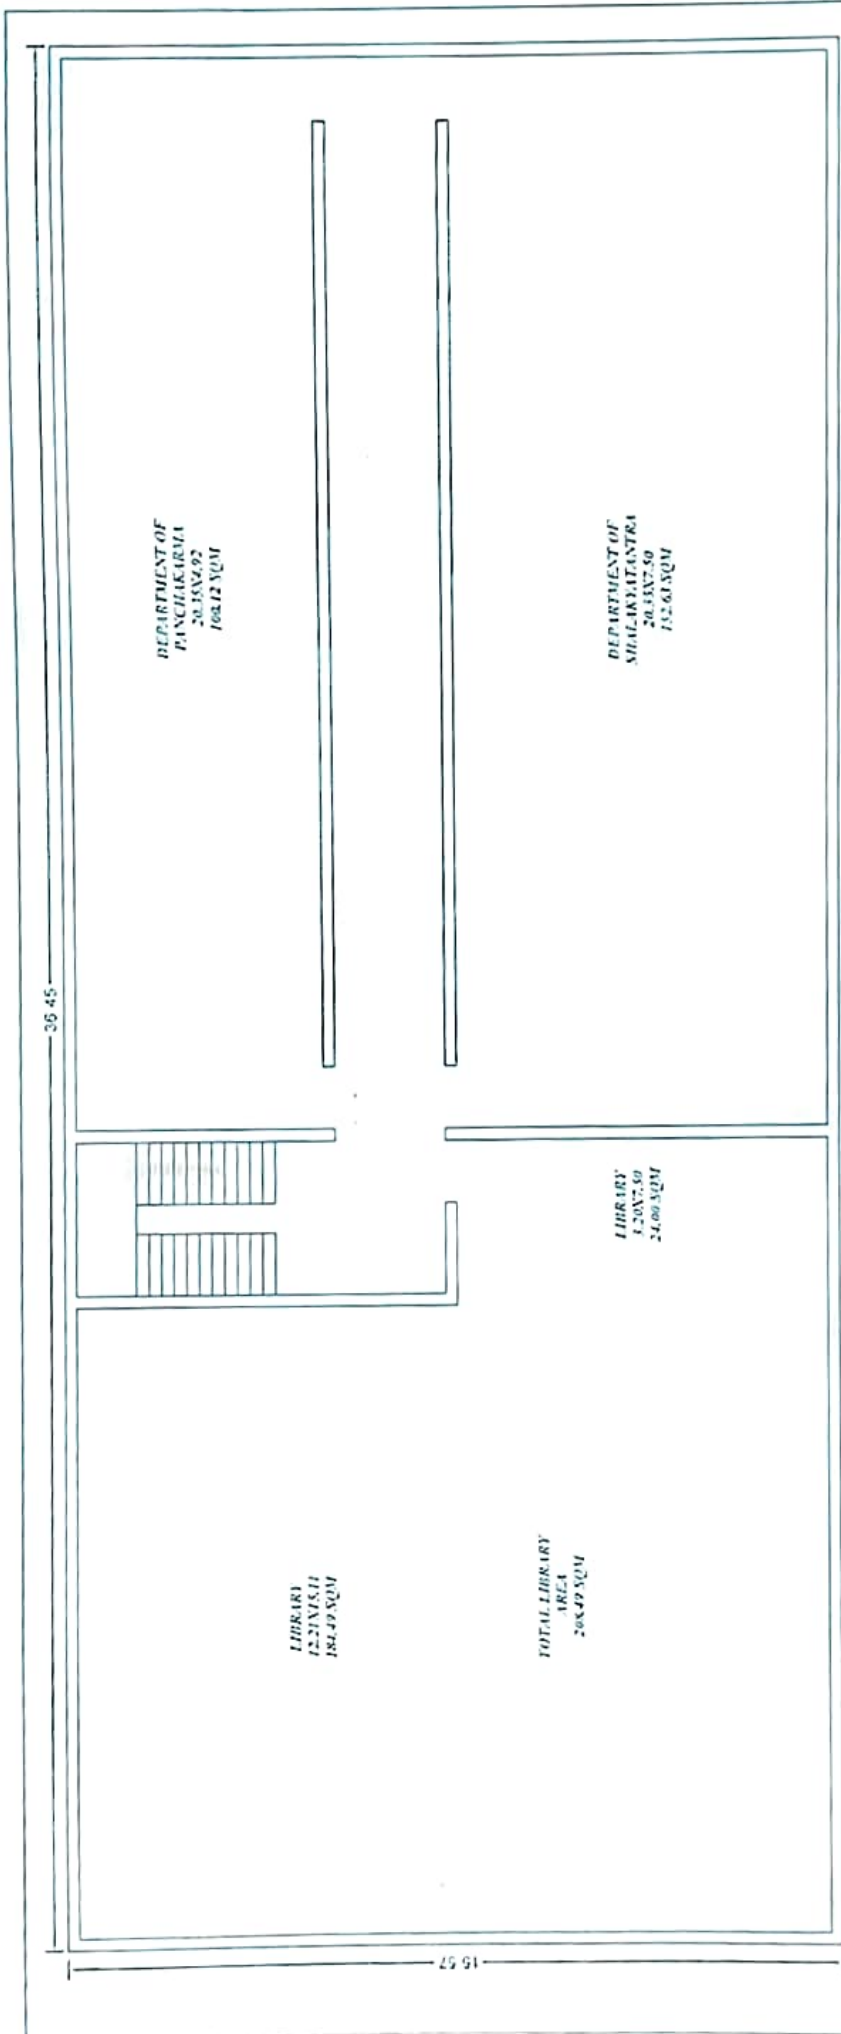 DEPARTMENT OF
PANCHAKARMA
20.35X4.92
100.12 SQM
DEPARTMENT OF
SHALAKYATANTRA
20.35X7.50
152.63 SQM
36.45
LIBRARY
3.20X7.50
24.00 SQM
LIBRARY
12.21X15.11
184.49 SQM
TOTAL LIBRARY
AREA
208.49 SQM
15.57